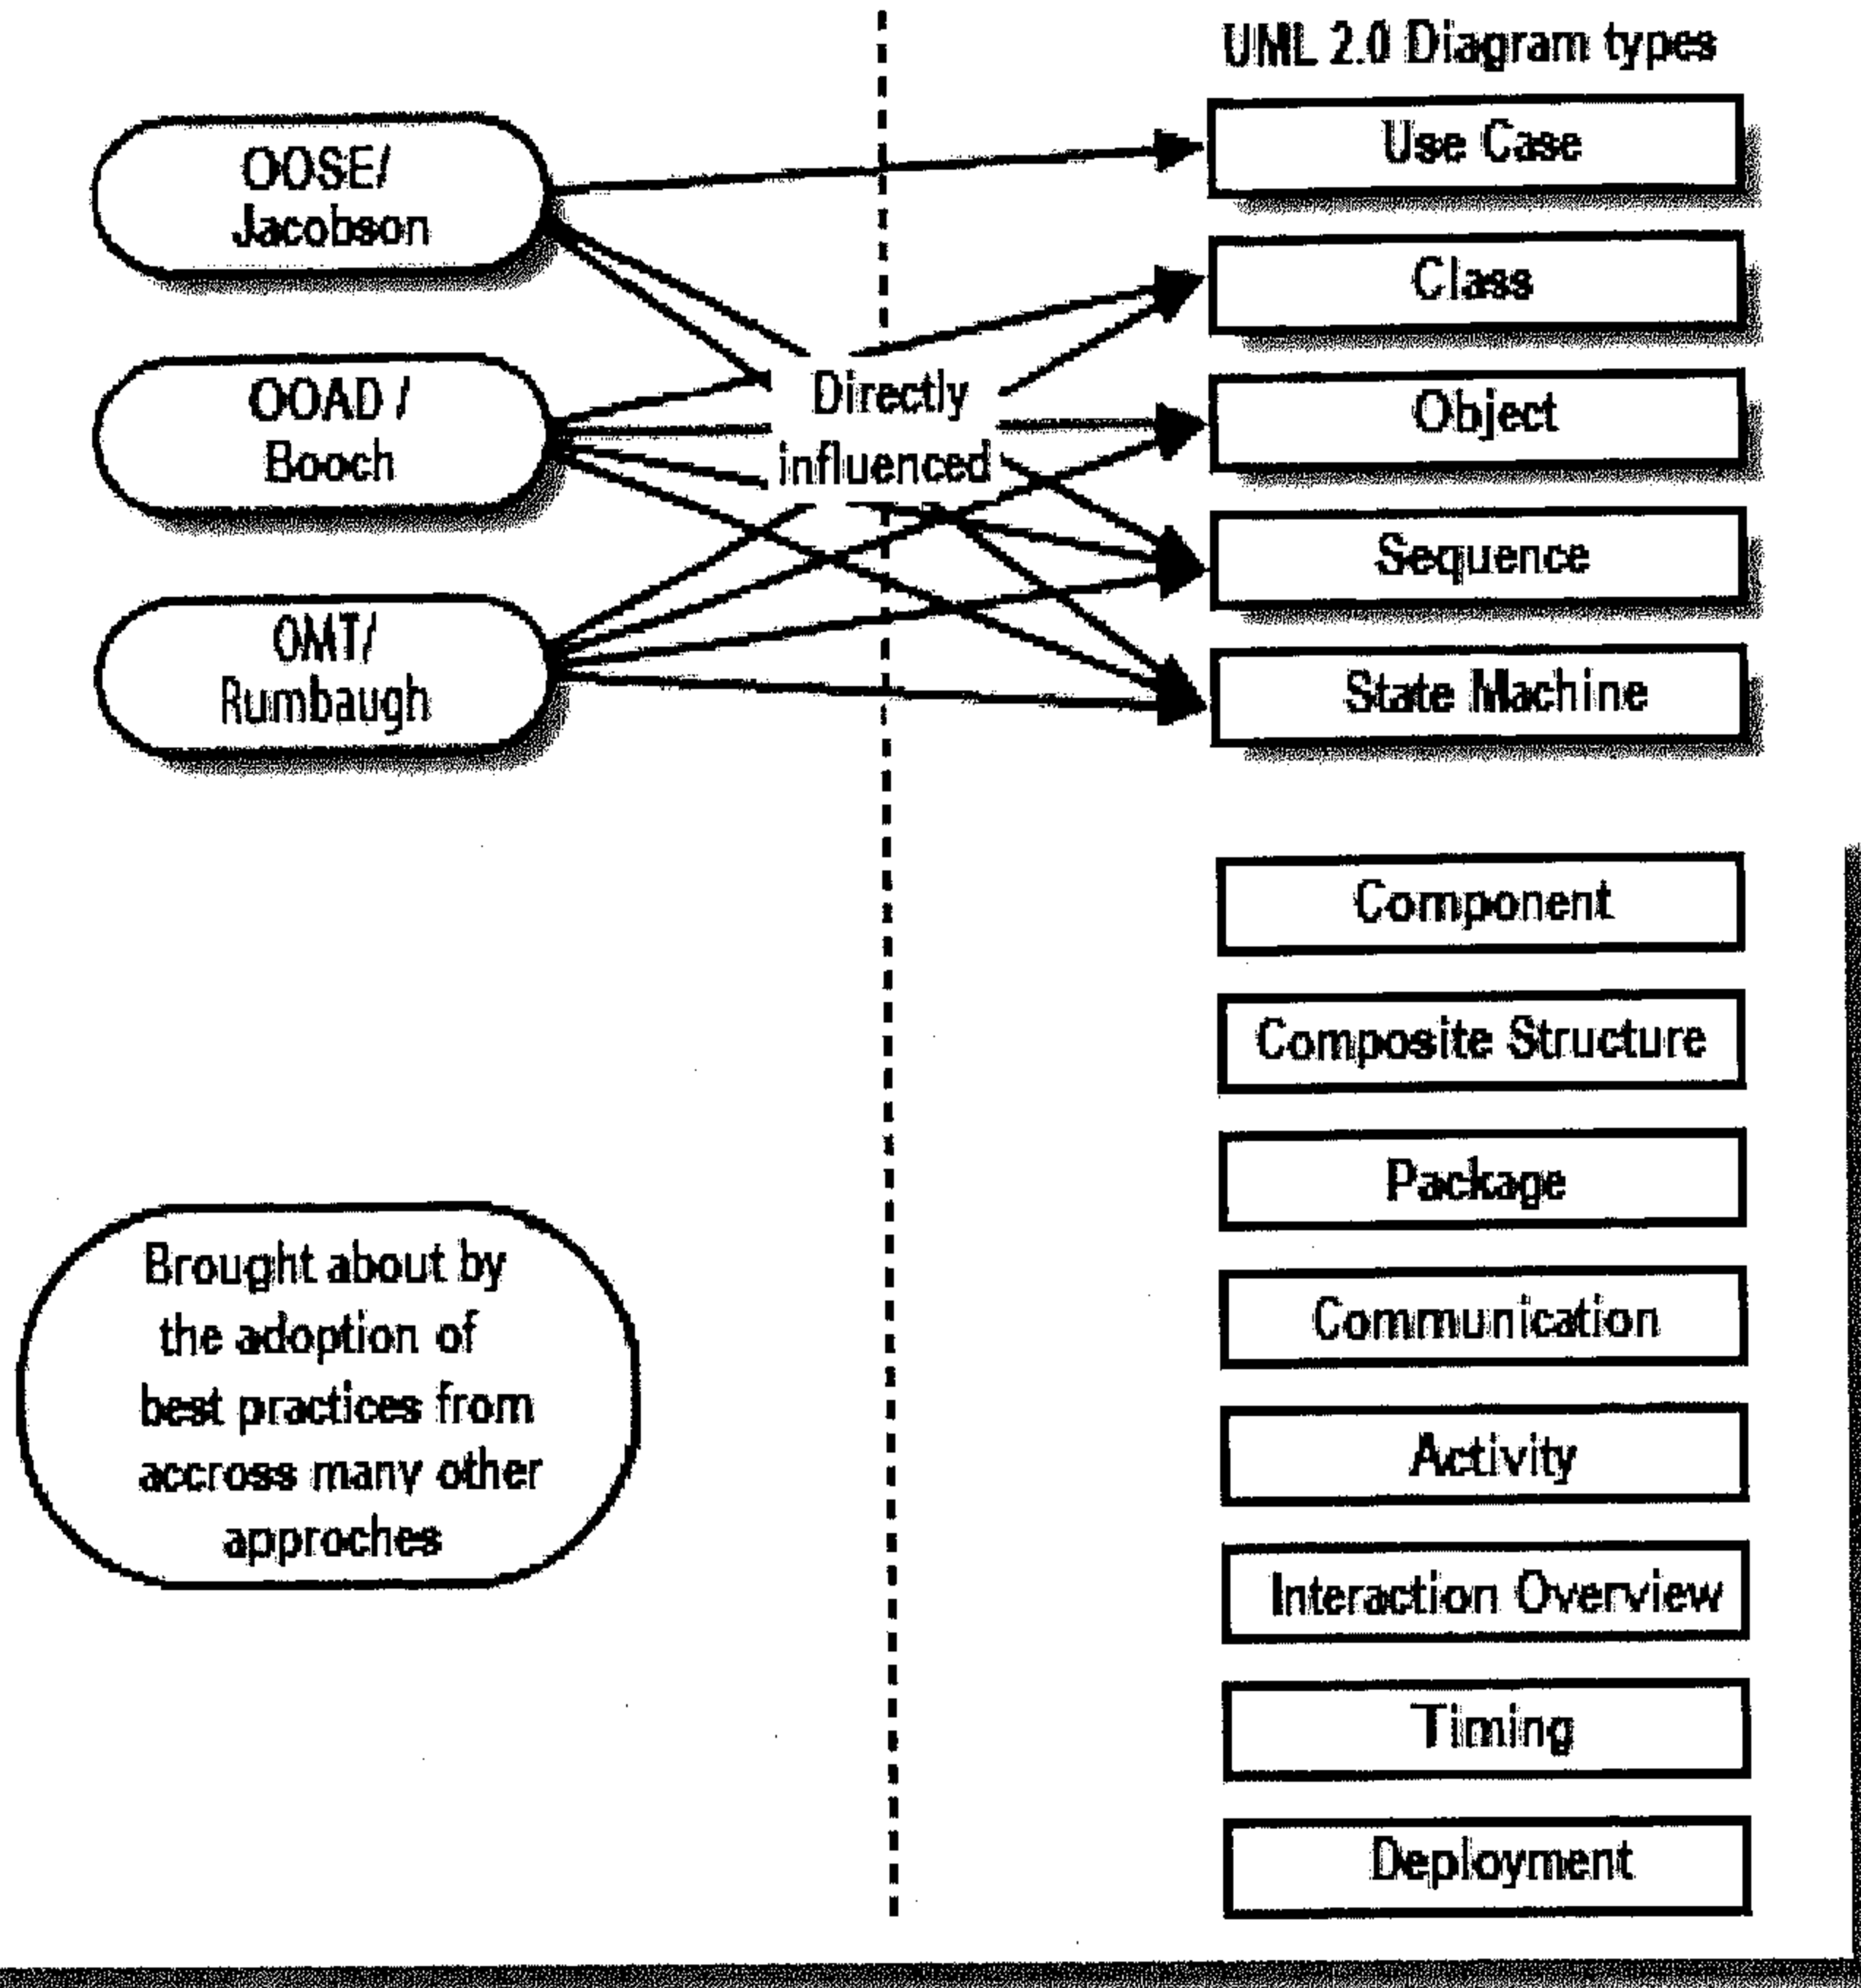 UML 2.0 Diagram types
OOSE/
Jacobson
OOAD /
Booch
OMT/
Rumbaugh
Directly
influenced
Use Case
Class
Object
Sequence
State Machine
Brought about by
the adoption of
best practices from
accross many other
approches
Component
Composite Structure
Package
Communication
Activity
Interaction Overview
Timing
Deployment